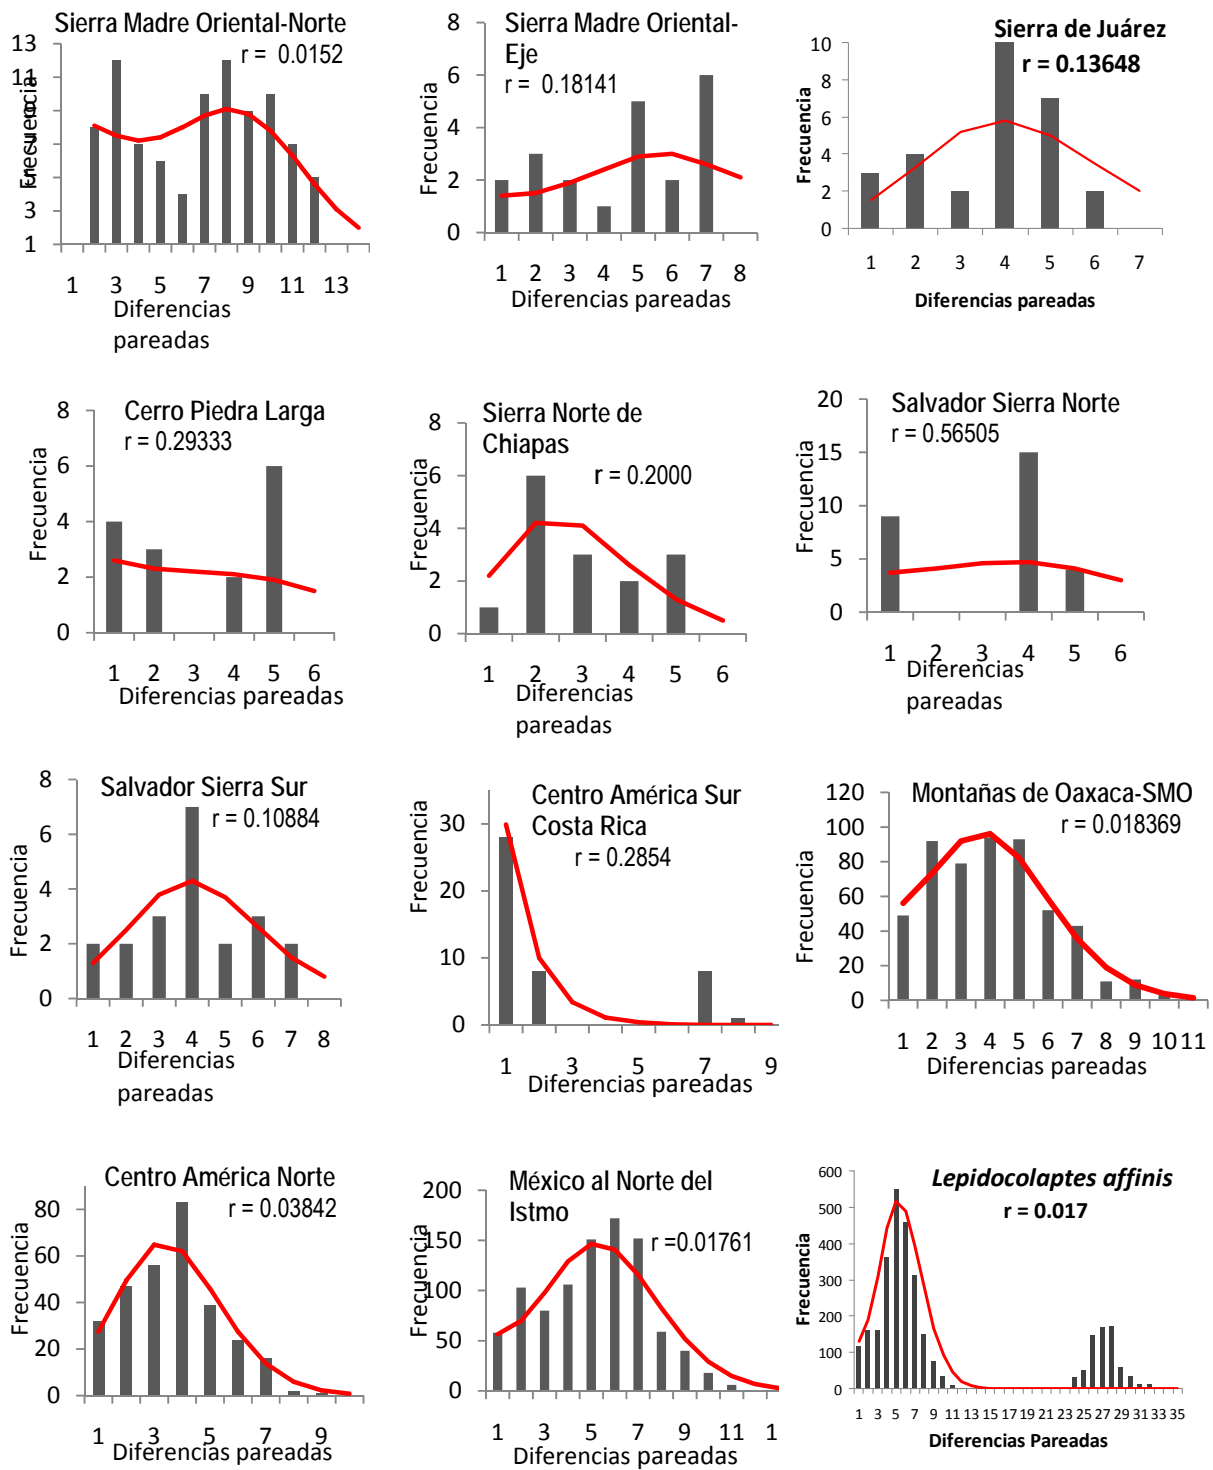 Sierra Madre Oriental-Norte
r = 0.0152
13
11
9
7
5
3
1
Frecuencia
1 3 5 7 9 11 13
Diferencias
pareadas
Sierra Madre Oriental-
Eje
r = 0.18141
8
6
4
2
0
Frecuencia
1 2 3 4 5 6 7 8
Diferencias pareadas
Sierra de Juárez
r = 0.13648
10
8
6
4
2
0
Frecuencia
1 2 3 4 5 6 7
Diferencias pareadas
Cerro Piedra Larga
r = 0.29333
8
6
4
2
0
Frecuencia
1 2 3 4 5 6
Diferencias pareadas
Sierra Norte de
Chiapas
r = 0.2000
8
6
4
2
0
Frecuencia
1 2 3 4 5 6
Diferencias
pareadas
Salvador Sierra Norte
r = 0.56505
20
15
10
5
0
Frecuencia
1 2 3 4 5 6
Diferencias
pareadas
Salvador Sierra Sur
r = 0.10884
8
6
4
2
0
Frecuencia
1 2 3 4 5 6 7 8
Diferencias
pareadas
Centro América Sur
Costa Rica
r = 0.2854
30
20
10
0
Frecuencia
1 3 5 7 9
Diferencias pareadas
Montañas de Oaxaca-SMO
r = 0.018369
120
100
80
60
40
20
0
Frecuencia
1 2 3 4 5 6 7 8 9 10 11
Diferencias pareadas
Centro América Norte
r = 0.03842
80
60
40
20
0
Frecuencia
1 3 5 7 9
Diferencias pareadas
México al Norte del
Istmo
r =0.01761
200
150
100
50
0
Frecuencia
1 3 5 7 9 11 1
Diferencias pareadas
Lepidocolaptes affinis
r = 0.017
600
500
400
300
200
100
0
Frecuencia
1 3 5 7 9 11 13 15 17 19 21 23 25 27 29 31 33 35
Diferencias Pareadas